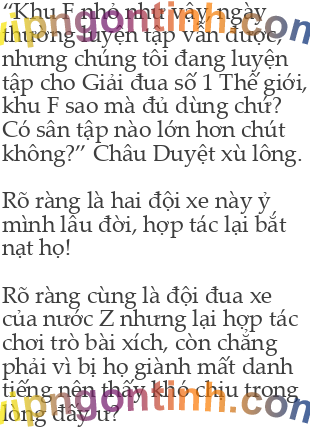 “Khu F nhỏ như vậy ngày
thường luyện tập vẫn được,
nhưng chúng tôi đang luyện
tập cho Giải đua số 1 Thế giới,
khu F sao mà đủ dùng chứ?
Có sân tập nào lớn hơn chút
không?” Châu Duyệt xù lông.

Rõ ràng là hai đội xe này ỷ
mình lâu đời, hợp tác lại bắt
nạt họ!

Rõ ràng cùng là đội đua xe
của nước Z nhưng lại hợp tác
chơi trò bài xích, còn chẳng
phải vì bị họ giành mất danh
tiếng nên thấy khó chịu trong
lòng đấy ư?